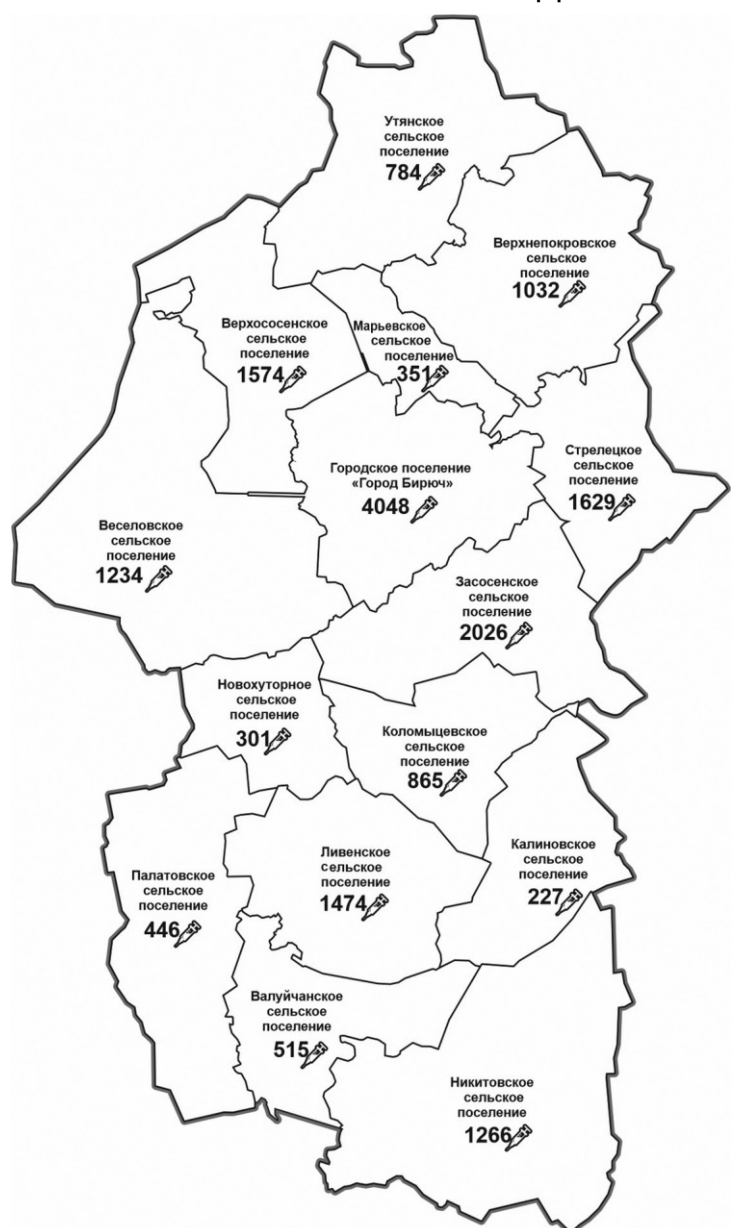 Утянское
сельское
поселение
784
Верхнепокровское
сельское
поселение
1032
Верхососенское
сельское
поселение
1574
Марьевское
сельское
поселение
351
Городское поселение
«Город Бирюч»
4048
Стрелецкое
сельское
поселение
1629
Веселовское
сельское
поселение
1234
Засосенское
сельское
поселение
2026
Новохуторное
сельское
поселение
301
Коломыцевское
сельское
поселение
865
Ливенское
сельское
поселение
1474
Калиновское
сельское
поселение
227
Палатовское
сельское
поселение
446
Валуйчанское
сельское
поселение
515
Никитовское
сельское
поселение
1266